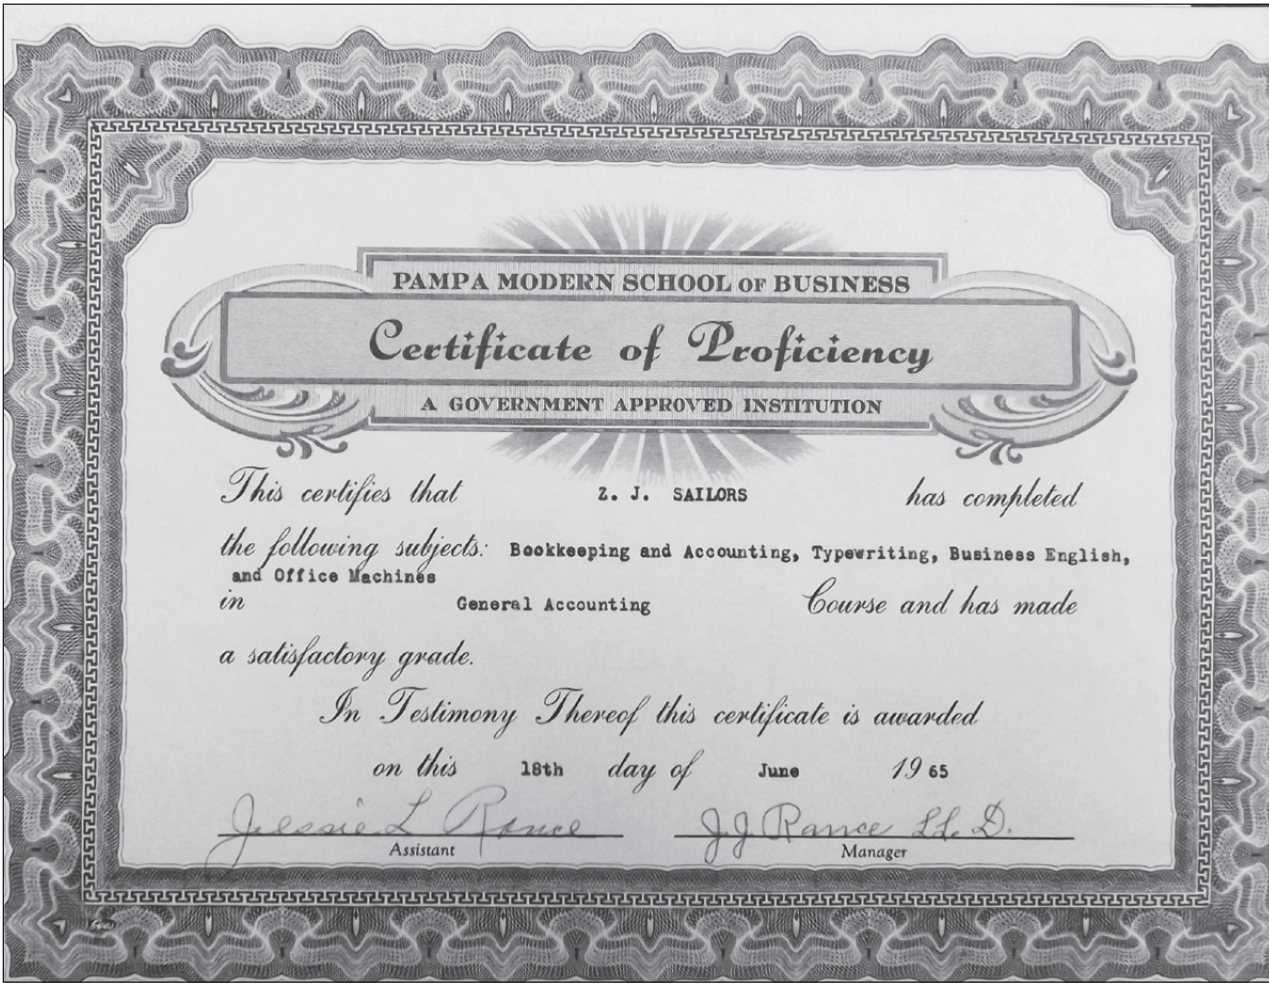 PAMPA MODERN SCHOOL OF BUSINESS
Certificate of Proficiency
A GOVERNMENT APPROVED INSTITUTION
This certifies that Z. J. SAILORS has completed
the following subjects: Bookkeeping and Accounting, Typewriting, Business English,
and Office Machines
in General Accounting Course and has made
a satisfactory grade.
In Testimony Thereof this certificate is awarded
on this 18th day of June 19 65
Jessie L Rance J J Rance LL. D.
Assistant Manager